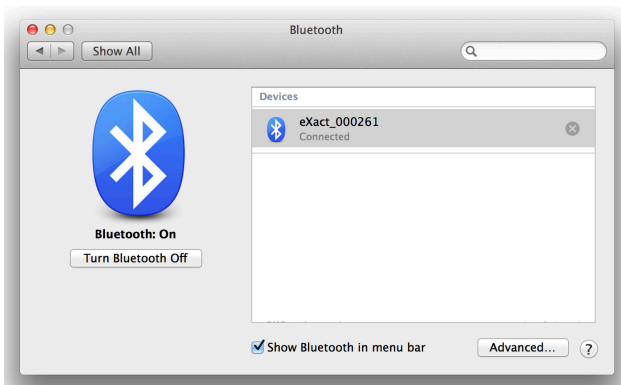 Bluetooth
Show All
Devices
eXact_000261
Connected
Bluetooth: On
Turn Bluetooth Off
Show Bluetooth in menu bar
Advanced...
?